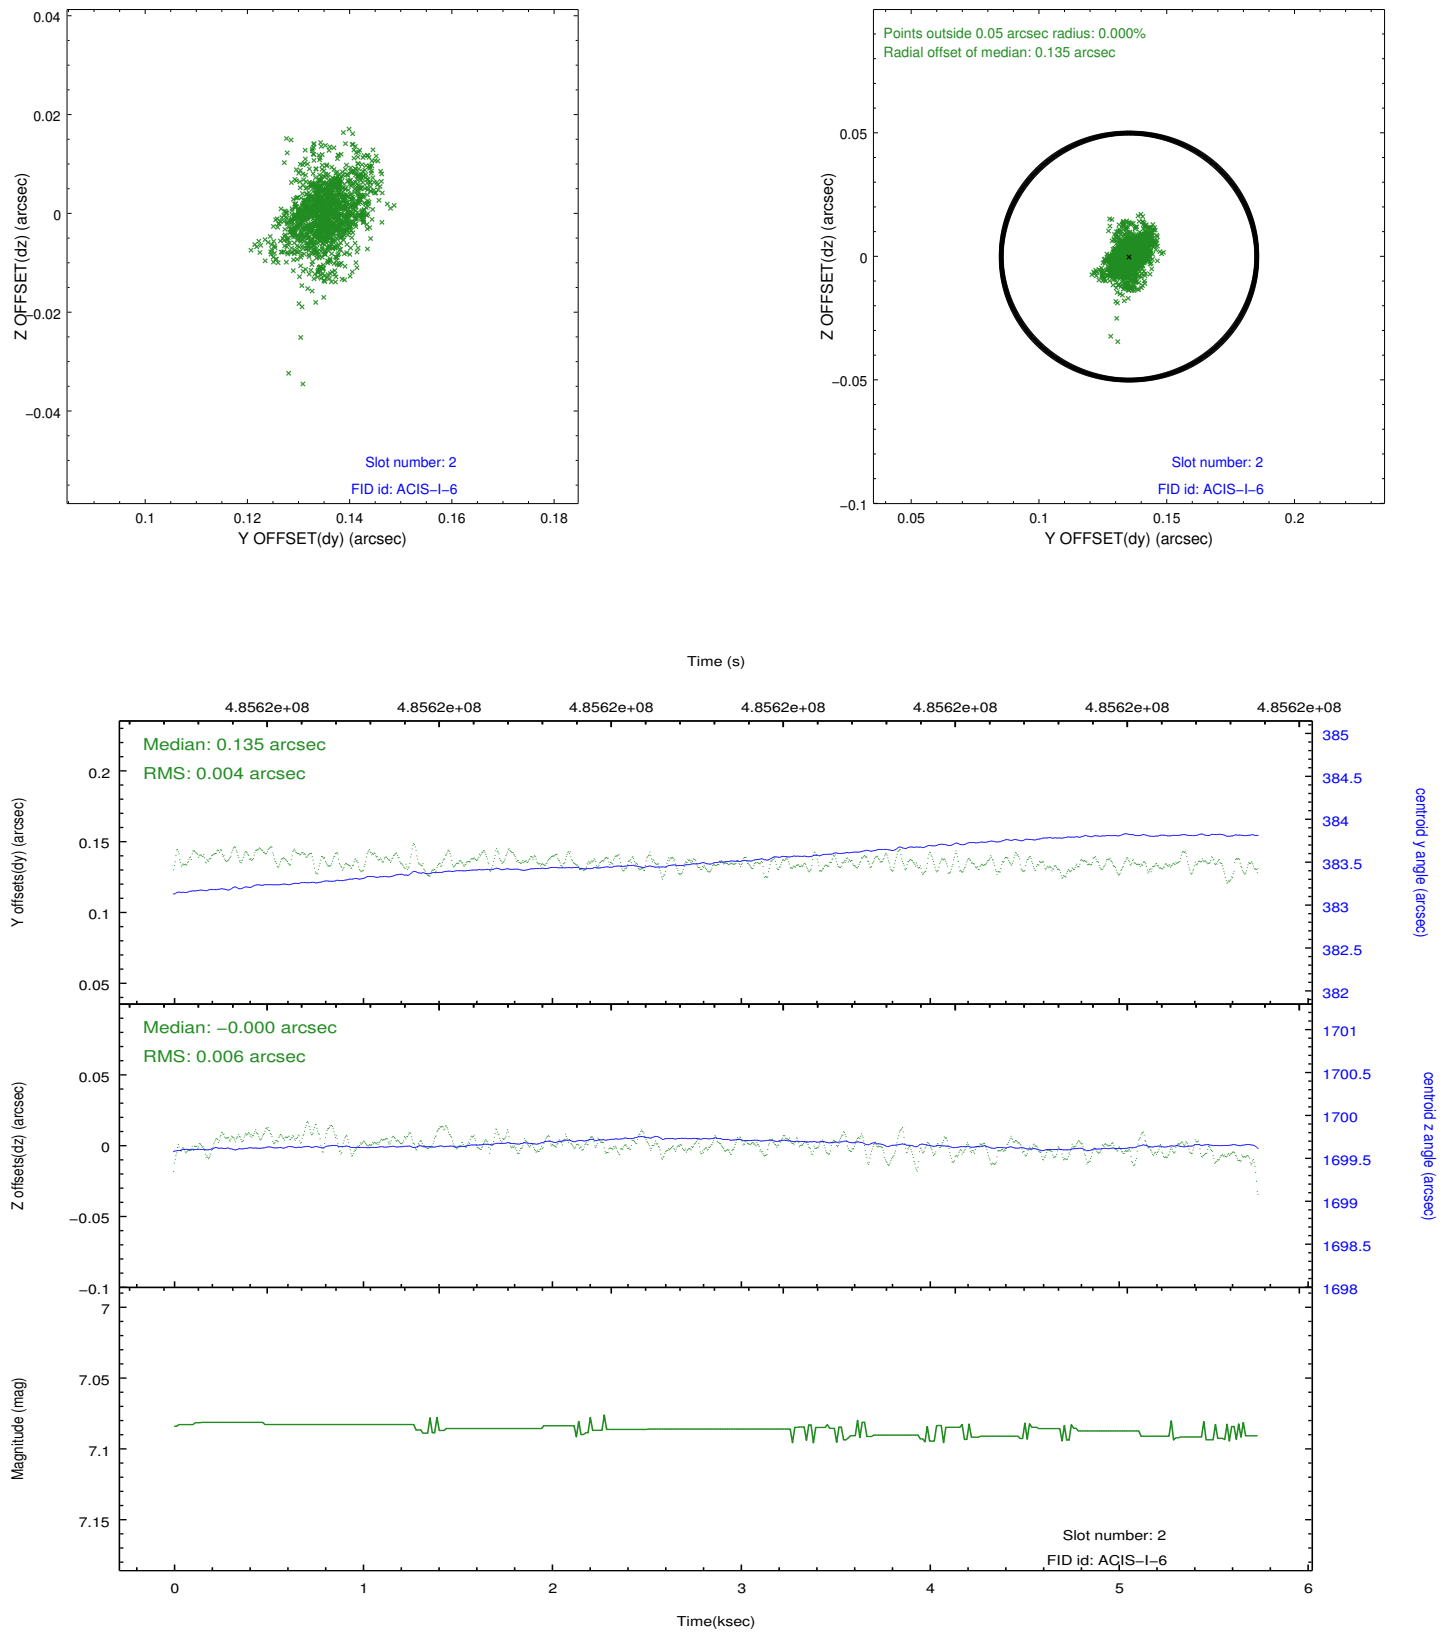 0.04
0.02
0
−0.02
−0.04
Z OFFSET(dz) (arcsec)
Slot number: 2
FID id: ACIS−I−6
0.1
0.12
0.14
0.16
0.18
Y OFFSET(dy) (arcsec)
Points outside 0.05 arcsec radius: 0.000%
Radial offset of median: 0.135 arcsec
0.05
0
−0.05
−0.1
Z OFFSET(dz) (arcsec)
Slot number: 2
FID id: ACIS−I−6
0.05
0.1
0.15
0.2
Y OFFSET(dy) (arcsec)
Time (s)
4.8562e+08 4.8562e+08 4.8562e+08 4.8562e+08 4.8562e+08 4.8562e+08 4.8562e+08
Median: 0.135 arcsec
RMS: 0.004 arcsec
0.2
0.15
0.1
0.05
Y offsets(dy) (arcsec)
385
384.5
384
383.5
383
382.5
382
centroid y angle (arcsec)
Median: −0.000 arcsec
RMS: 0.006 arcsec
0.05
0
−0.05
−0.1
Z offsets(dz) (arcsec)
1701
1700.5
1700
1699.5
1699
1698.5
1698
centroid z angle (arcsec)
7
7.05
7.1
7.15
Magnitude (mag)
Slot number: 2
FID id: ACIS−I−6
0 1 2 3 4 5 6
Time(ksec)